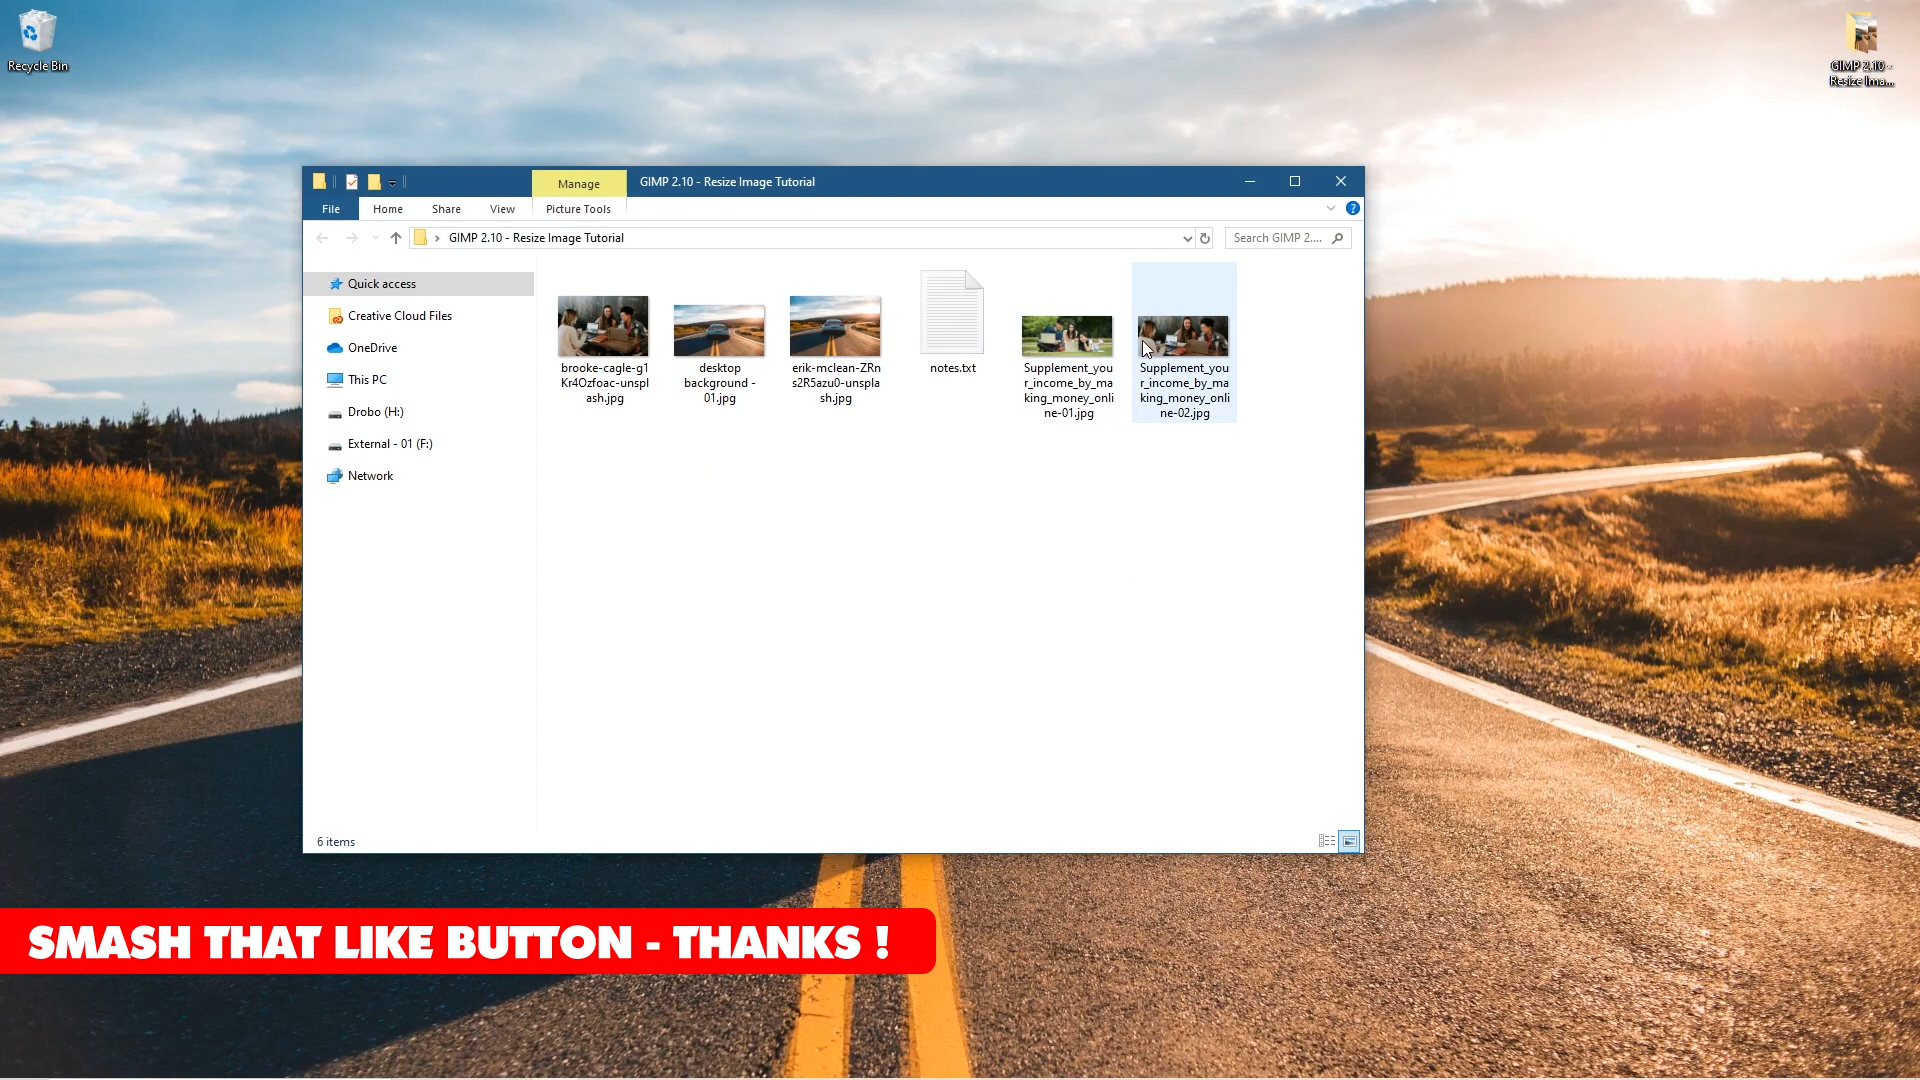 Recycle Bin
GIMP 2.10 -
Resize Ima...
Manage
GIMP 2.10 - Resize Image Tutorial
File
Home
Share
View
Picture Tools
GIMP 2.10 - Resize Image Tutorial
Search GIMP 2....
Quick access
Creative Cloud Files
OneDrive
This PC
Drobo (H:)
External - 01 (F:)
Network
brooke-cagle-g1
Kr4Ozfoac-unspl
ash.jpg
desktop
background -
01.jpg
erik-mclean-ZRn
s2R5azu0-unspla
sh.jpg
notes.txt
Supplement_you
r_income_by_ma
king_money_onli
ne-01.jpg
Supplement_you
r_income_by_ma
king_money_onli
ne-02.jpg
6 items
SMASH THAT LIKE BUTTON - THANKS !